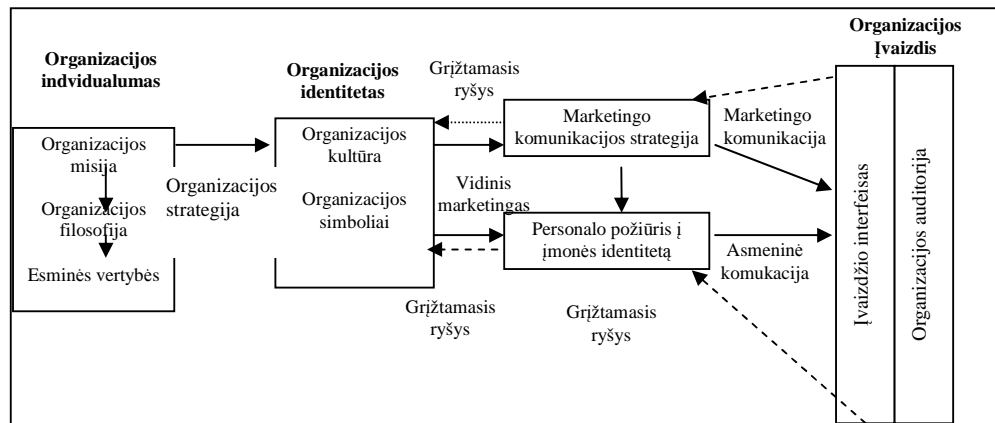 Organizacijos
indvidualumas
Organizacijos
misija
Organizacijos
filosofija
Esminės vertybės
Organizacijos
strategija
Organizacijos
identitetas
Organizacijos
kultūra
Organizacijos
simboliai
Grįžtamasis
ryšys
Vidinis
marketingas
Grįžtamasis
ryšys
Marketingo
komunikacijos strategija
Personalo požiūris į
įmonės identitetą
Grįžtamasis
ryšys
Marketingo
komunikacija
Asmeninė
komukacija
Organizacijos
Įvaizdis
Įvaizdžio interfeisas
Organizacijos auditorija